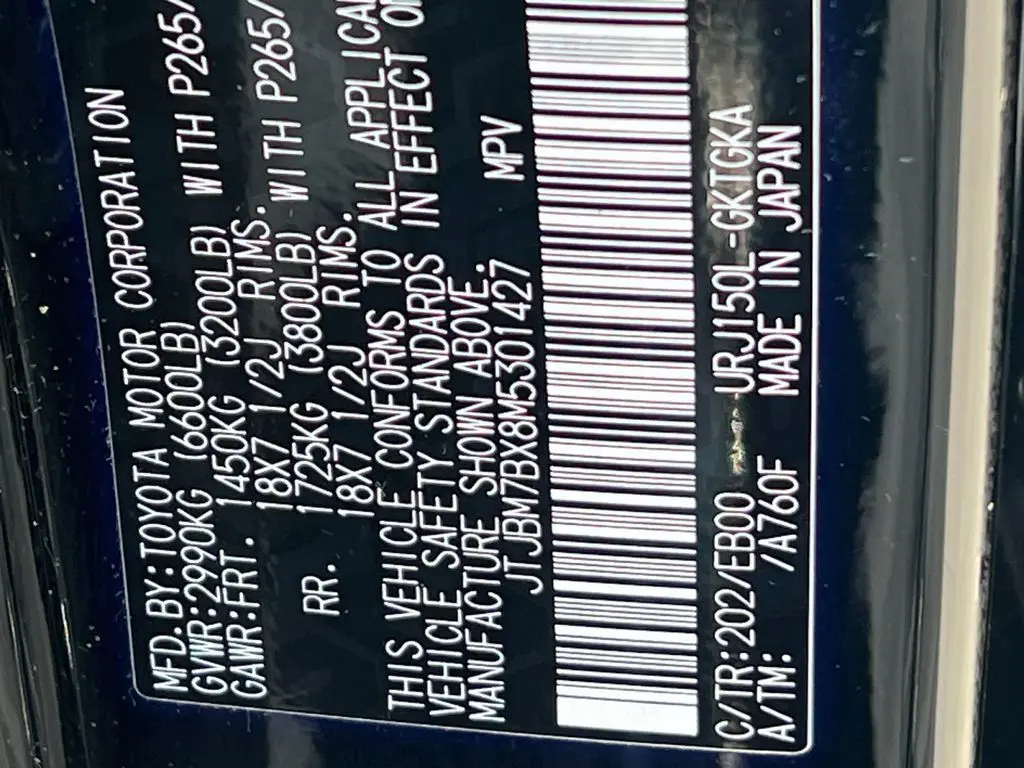 MFD.BY:TOYOTA MOTOR CORPORATION
GVWR:2990KG (6600LB)
GAWR:FRT. 1450KG (3200LB) WITH P265/
18X7 1/2J RIMS.
RR. 1725KG (3800LB) WITH P265/
18X7 1/2J RIMS.
THIS VEHICLE CONFORMS TO ALL APPLICA
VEHICLE SAFETY STANDARDS IN EFFECT O
MANUFACTURE SHOWN ABOVE.
JTJBM7BX8M5301427 MPV
C/TR:202/EB00 URJ150L-GKTGKA
A/TM: /A760F MADE IN JAPAN